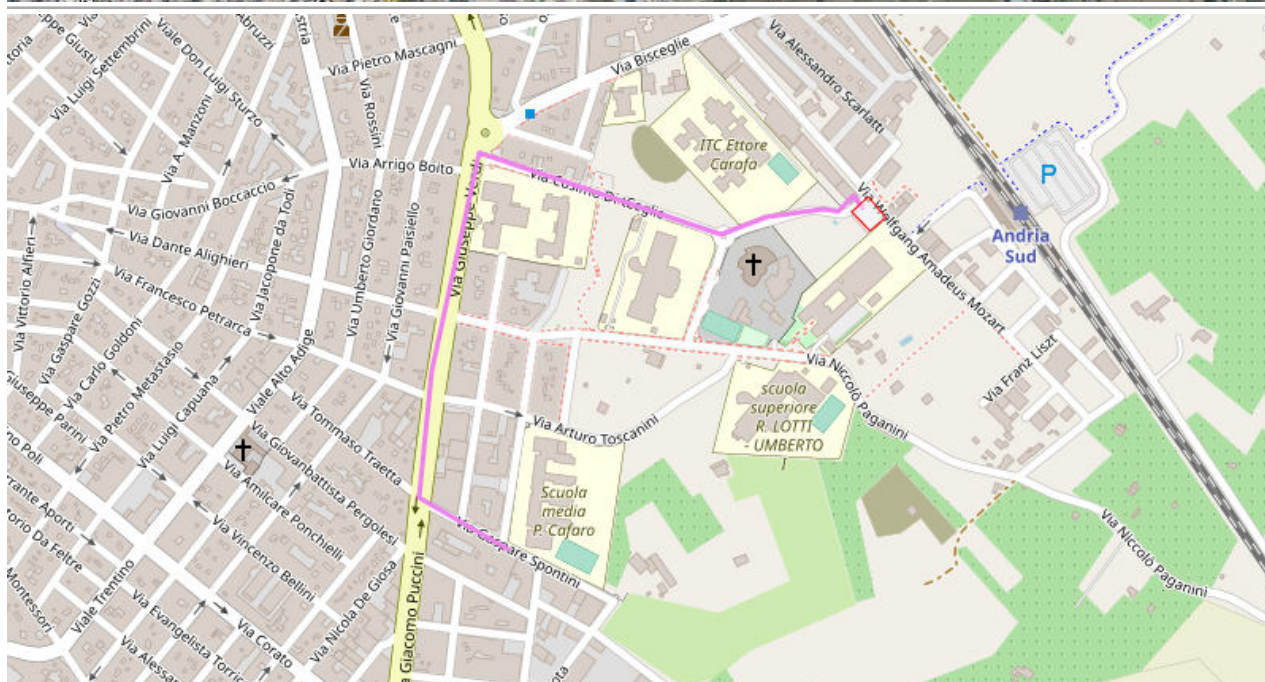 Via Luigi Settembrini
Viale Don Luigi Sturzo
Via Pietro Mascagni
Via Rossini
Via A. Manzoni
Via Bisceglie
Via Alessandro Scarlatti
ITC Ettore
Carafa
Via Arrigo Boito
Via Giovanni Boccaccio
Via Cosimo Di Ceglie
P
Via Wolfgang Amadeus Mozart
Andria
Sud
Via Dante Alighieri
Via Jacopone da Todi
Via Umberto Giordano
Via Giovanni Paisiello
Via Giuseppe Verdi
Via Vittorio Alfieri
Via Gaspare Gozzi
Via Francesco Petrarca
Via Carlo Goldoni
Via Pietro Metastasio
Giuseppe Parini
Via Luigi Capuana
Viale Alto Adige
Via Tommaso Traetta
Via Niccolò Paganini
Via Franz Liszt
scuola
superiore
R. LOTTI
- UMBERTO
Via Arturo Toscanini
Via Giovanbattista Pergolesi
Via Amilcare Ponchielli
Via Vincenzo Bellini
Scuola
media
P. Cafaro
Via Gaspare Spontini
Via Niccolò Paganini
Via Nicola De Giosa
a Giacomo Puccini
Viale Trentino
Via Evangelista Torric
Via Corato
Via Alessa
Montessori